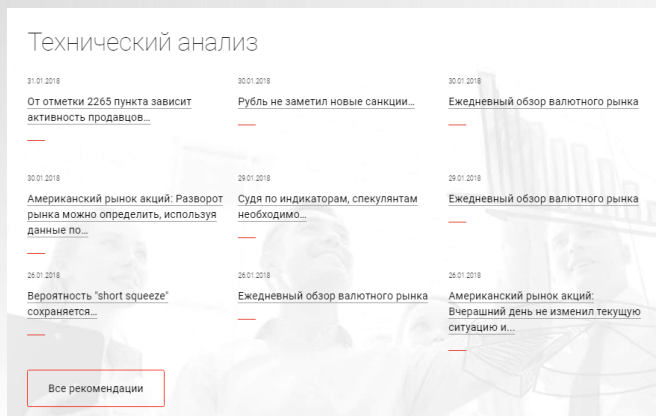 Технический анализ
31.01.2018
От отметки 2265 пункта зависит
активность продавцов...
30.01.2018
Рубль не заметил новые санкции...
30.01.2018
Ежедневный обзор валютного рынка
30.01.2018
Американский рынок акций: Разворот
рынка можно определить, используя
данные по...
29.01.2018
Судя по индикаторам, спекулянтам
необходимо...
29.01.2018
Ежедневный обзор валютного рынка
26.01.2018
Вероятность "short squeeze"
сохраняется...
26.01.2018
Ежедневный обзор валютного рынка
26.01.2018
Американский рынок акций:
Вчерашний день не изменил текущую
ситуацию и...
Все рекомендации